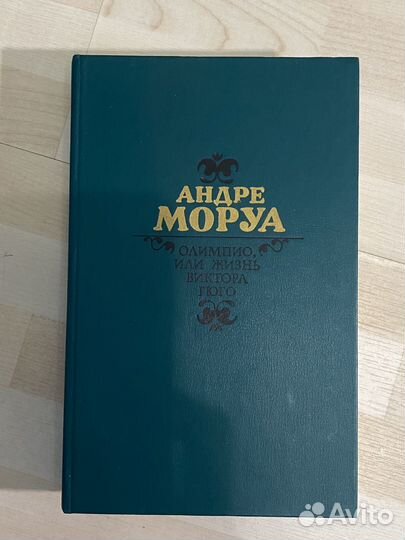 АНДРЕ
МОРУА
ОЛИМПИО,
ИЛИ ЖИЗНЬ
ВИКТОРА
ГЮГО
Avito